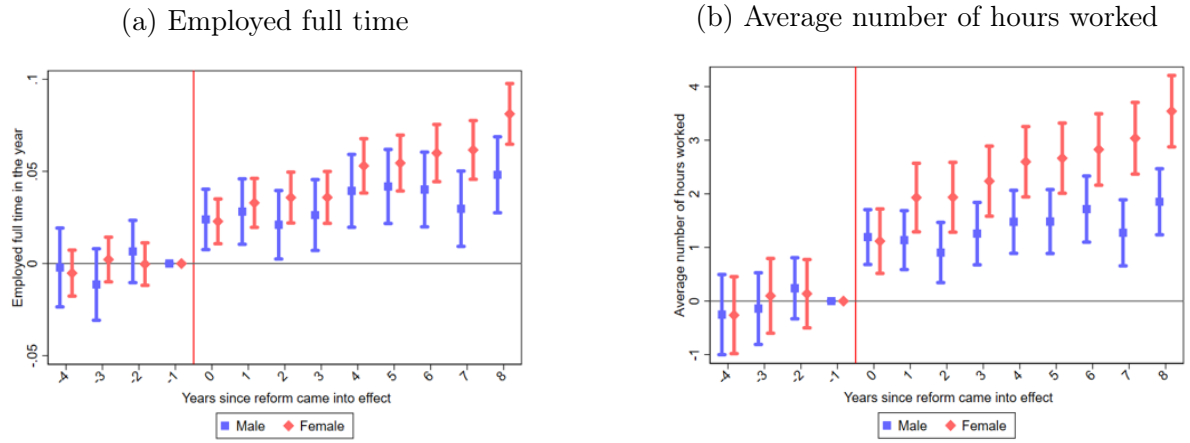 (a) Employed full time
Employed full time in the year
.1
.05
0
-.05
-4 -3 -2 -1 0 1 2 3 4 5 6 7 8
Years since reform came into effect
Male Female
(b) Average number of hours worked
Average number of hours worked
4
3
2
1
0
-1
-4 -3 -2 -1 0 1 2 3 4 5 6 7 8
Years since reform came into effect
Male Female